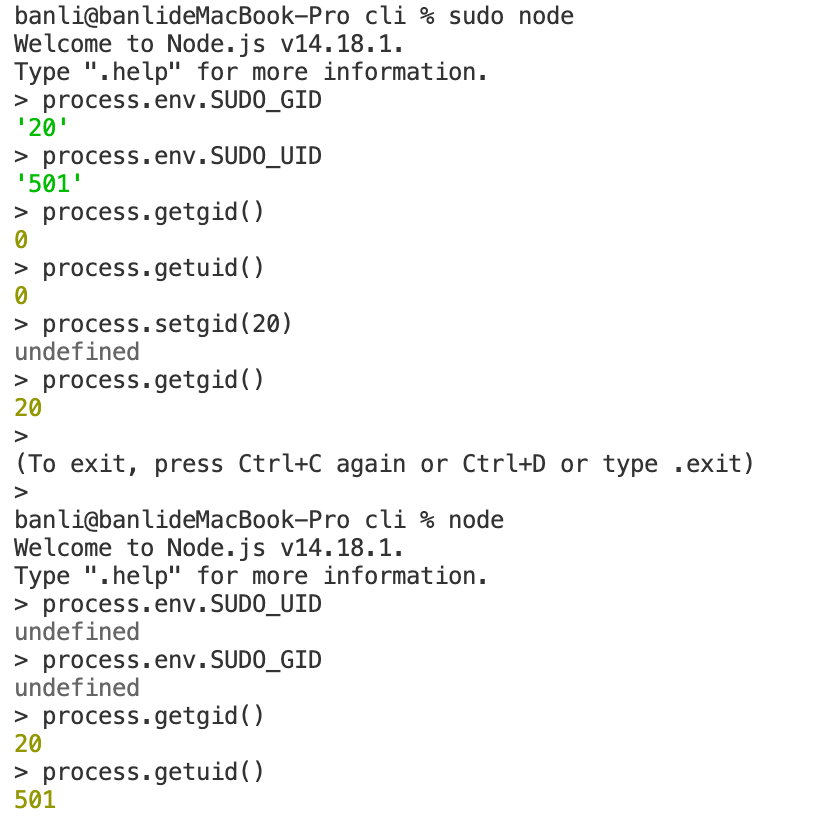 banli@banlideMacBook-Pro cli % sudo node
Welcome to Node.js v14.18.1.
Type ".help" for more information.
> process.env.SUDO_GID
'20'
> process.env.SUDO_UID
'501'
> process.getgid()
0
> process.getuid()
0
> process.setgid(20)
undefined
> process.getgid()
20
>
(To exit, press Ctrl+C again or Ctrl+D or type .exit)
>
banli@banlideMacBook-Pro cli % node
Welcome to Node.js v14.18.1.
Type ".help" for more information.
> process.env.SUDO_UID
undefined
> process.env.SUDO_GID
undefined
> process.getgid()
20
> process.getuid()
501